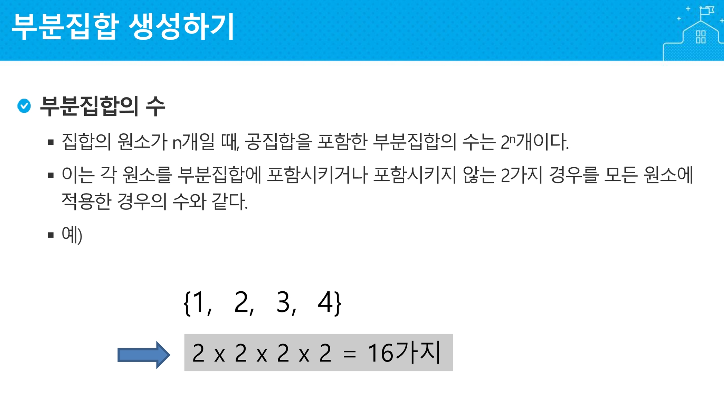 부분집합 생성하기
부분집합의 수
▪ 집합의 원소가 n개일 때, 공집합을 포함한 부분집합의 수는 2ⁿ개이다.
▪ 이는 각 원소를 부분집합에 포함시키거나 포함시키지 않는 2가지 경우를 모든 원소에
적용한 경우의 수와 같다.
▪ 예)
{1, 2, 3, 4}
2 x 2 x 2 x 2 = 16가지